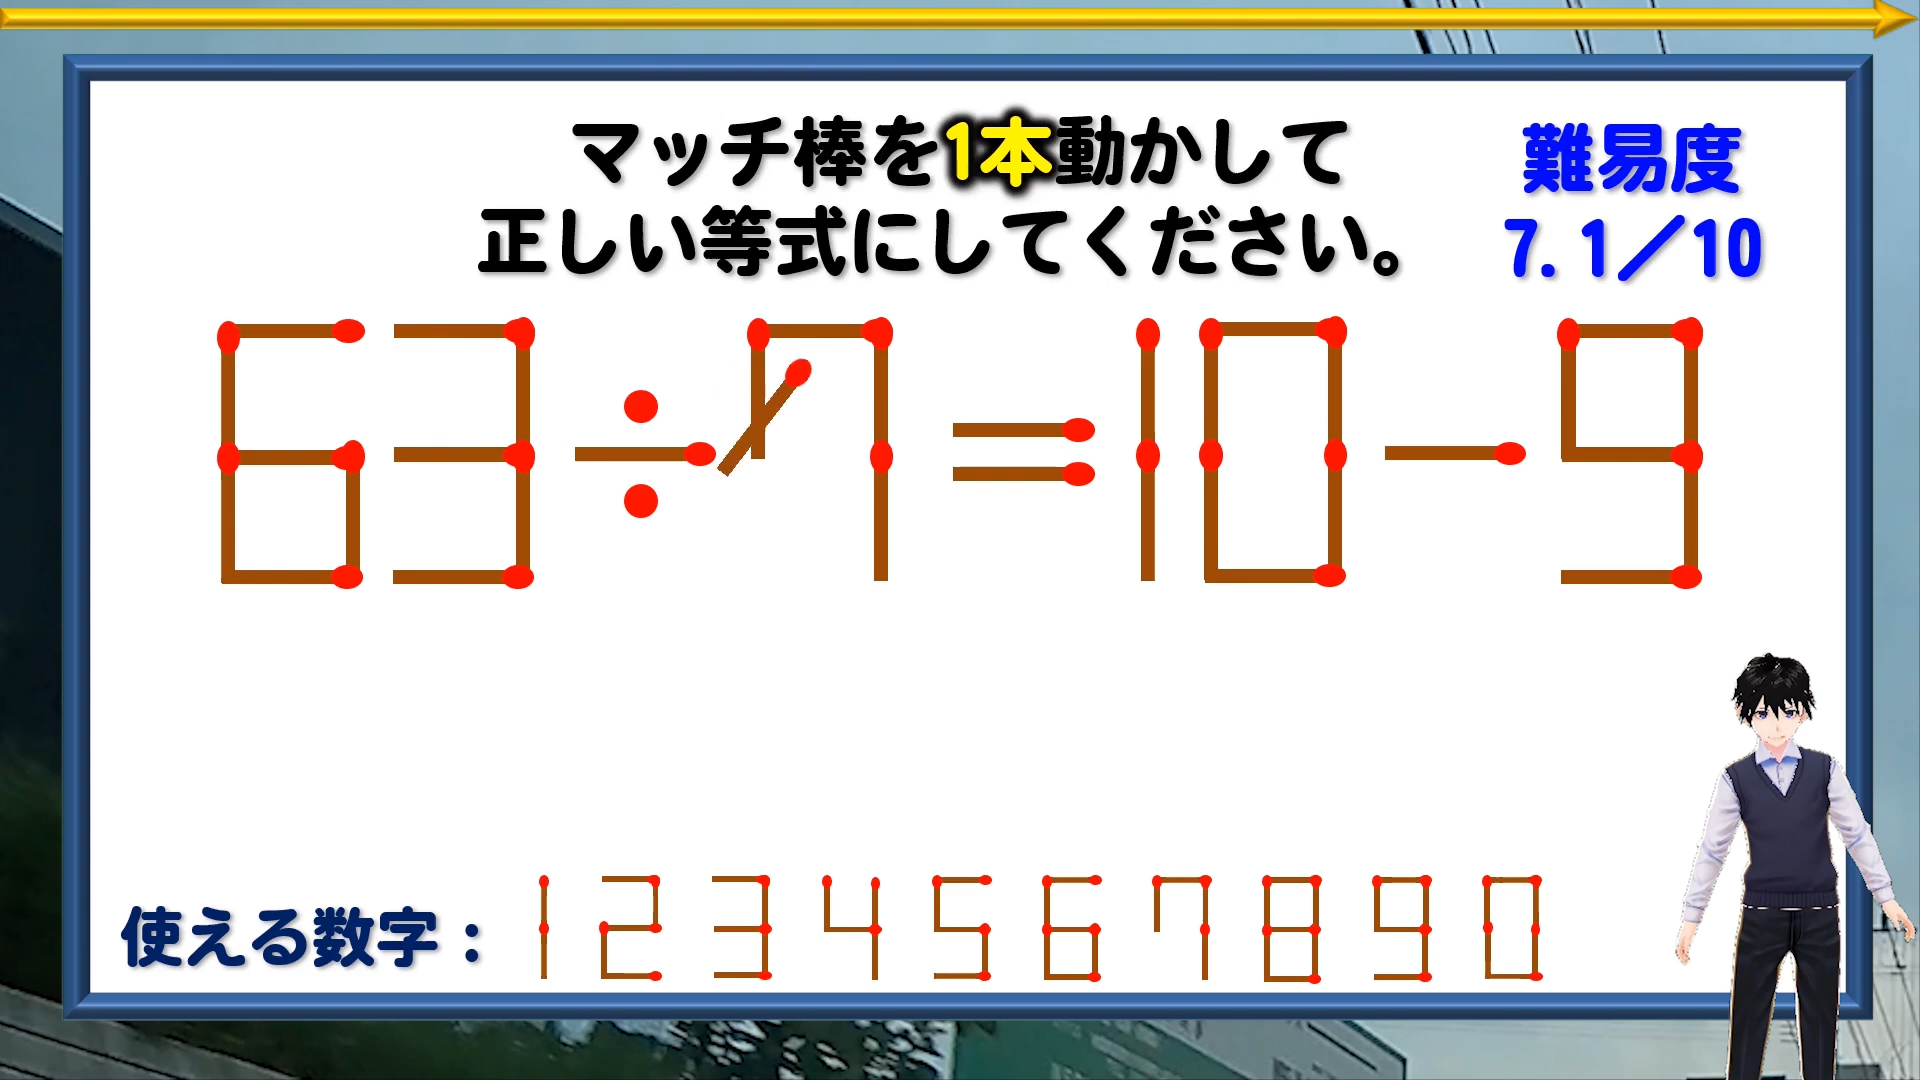 マッチ棒を1本動かして
正しい等式にしてください。
難易度
7.1／10
63÷7=10-9
使える数字：1234567890